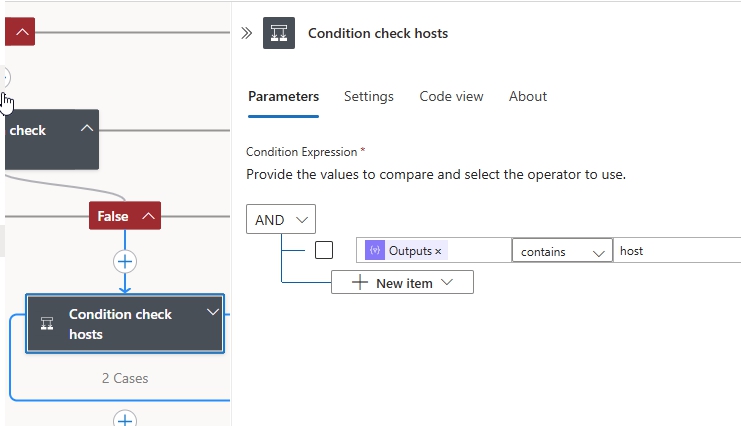 check
False
Condition check
hosts
2 Cases
Condition check hosts
Parameters
Settings
Code view
About
Condition Expression *
Provide the values to compare and select the operator to use.
AND
Outputs ×
contains
host
New item